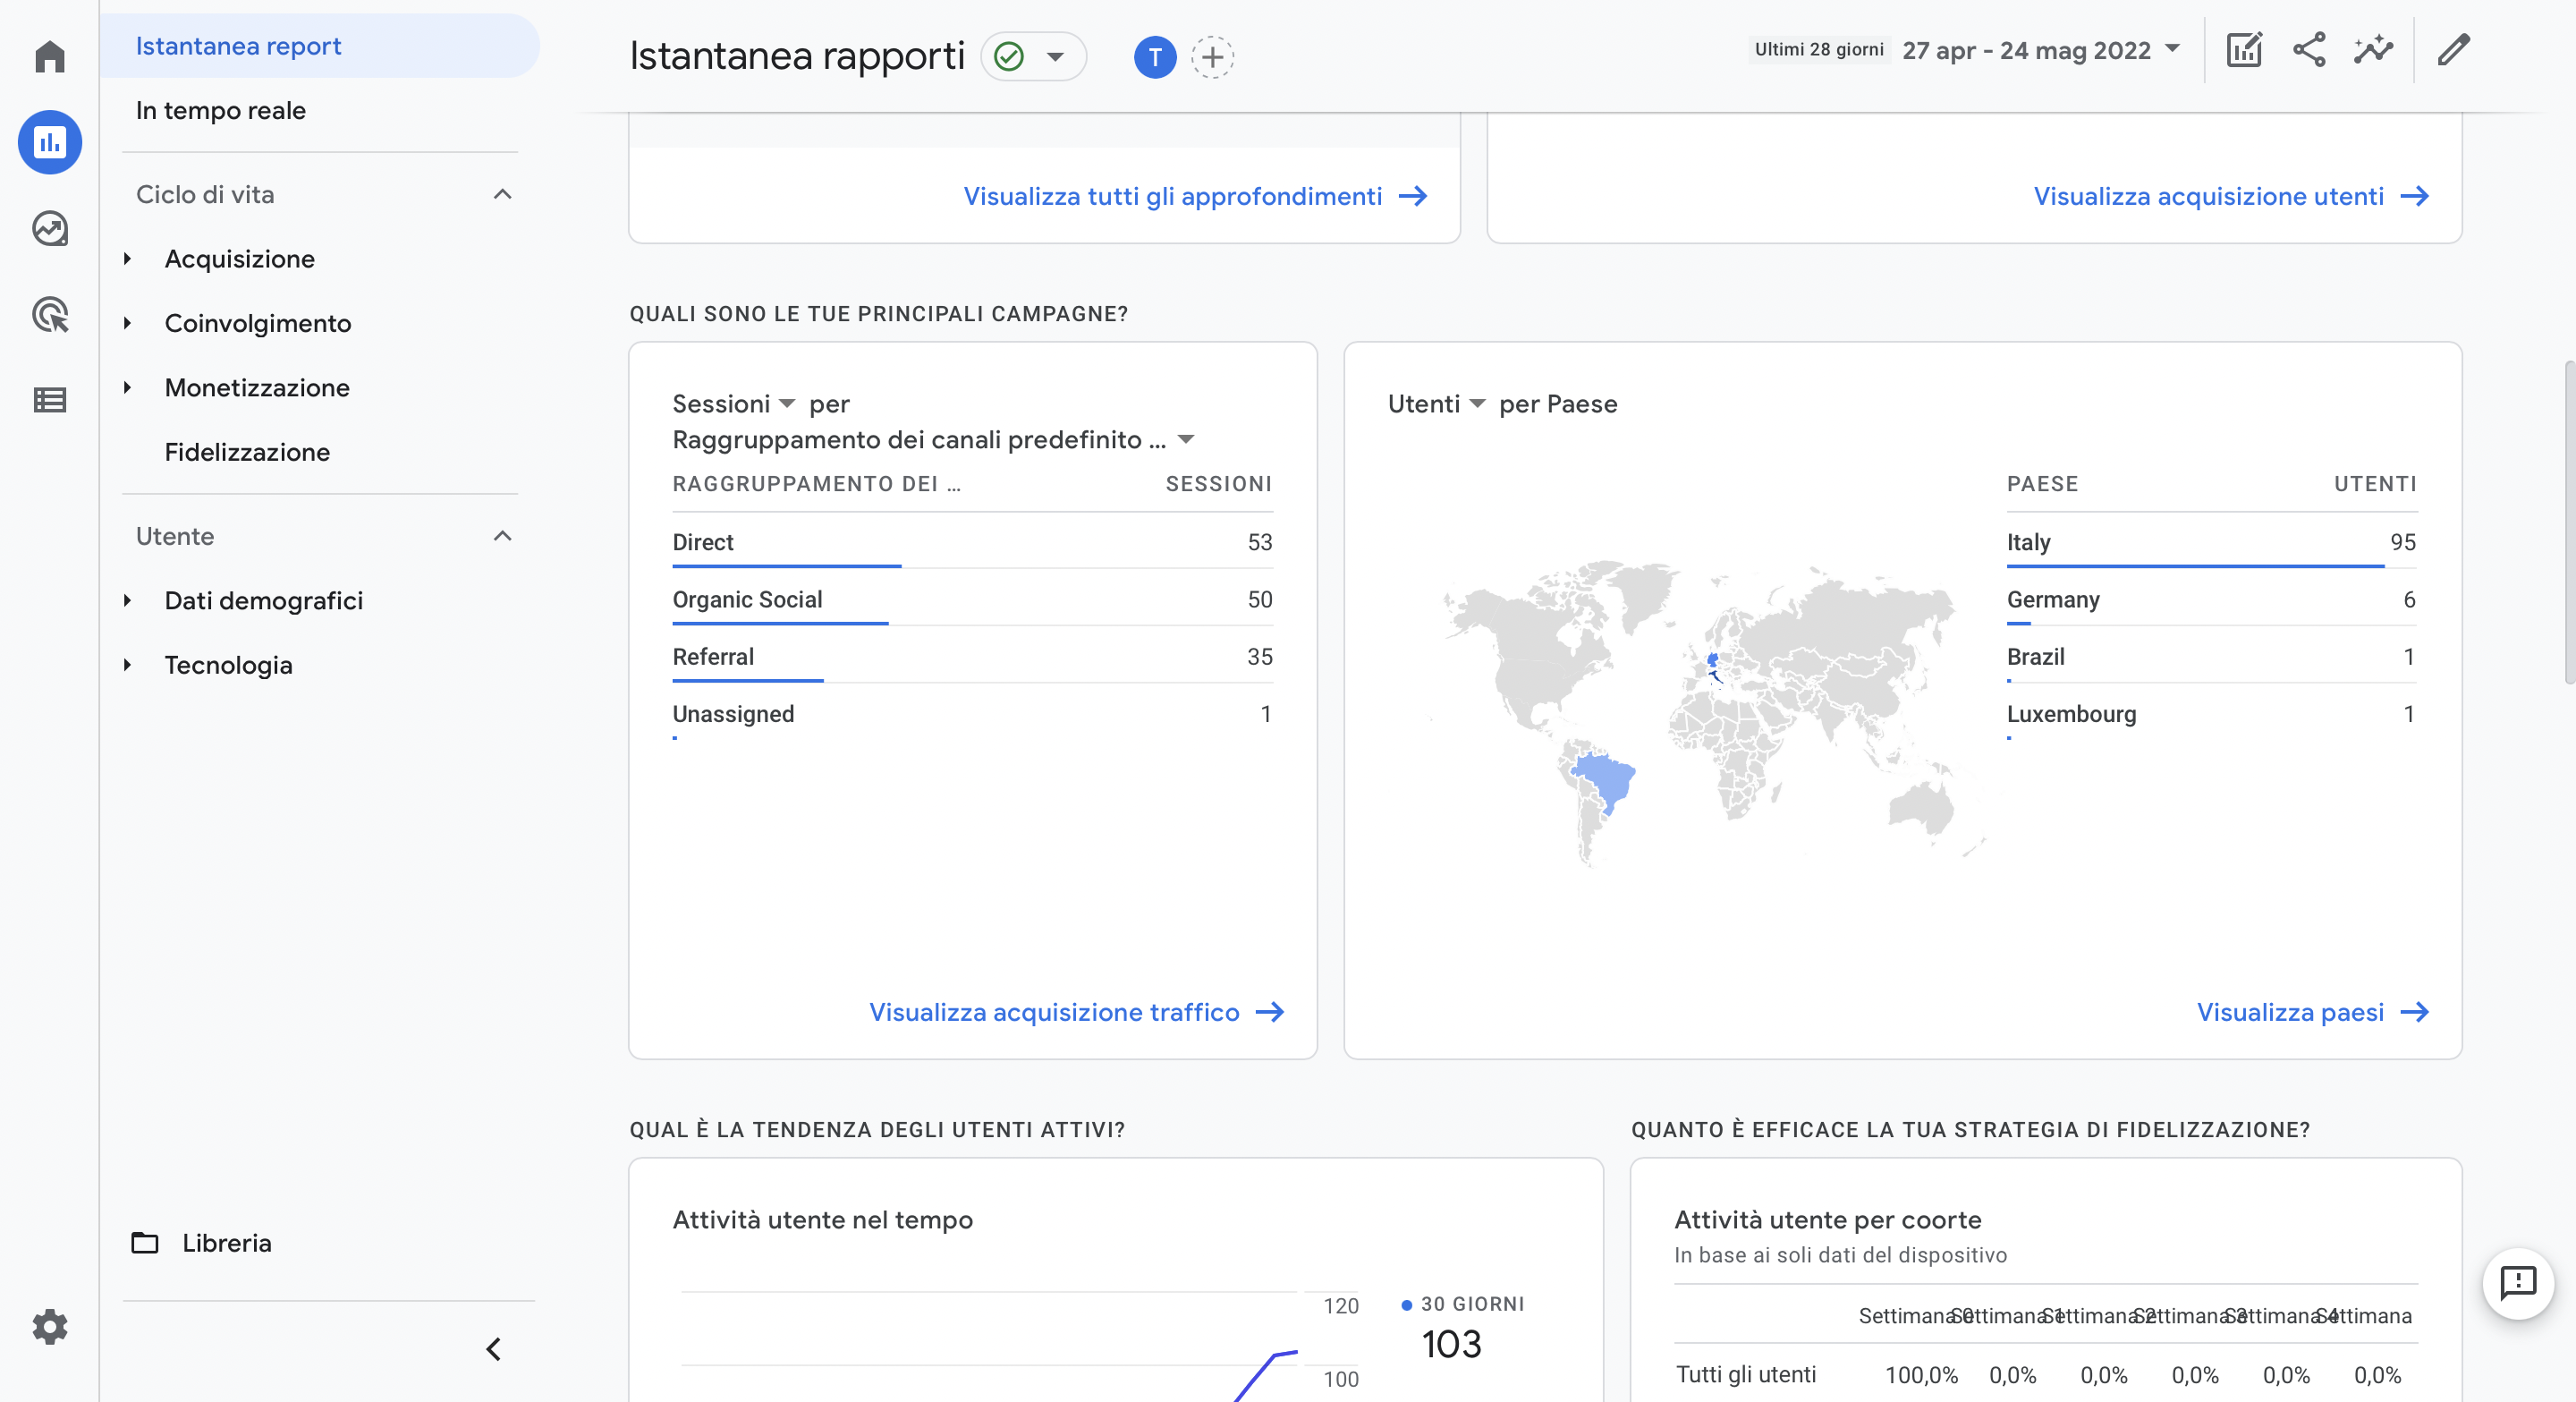 Istantanea report
In tempo reale
Ciclo di vita
Acquisizione
Coinvolgimento
Monetizzazione
Fidelizzazione
Utente
Dati demografici
Tecnologia
Libreria
Istantanea rapporti
T
Ultimi 28 giorni 27 apr - 24 mag 2022
Visualizza tutti gli approfondimenti
Visualizza acquisizione utenti
QUALI SONO LE TUE PRINCIPALI CAMPAGNE?
Sessioni per
Raggruppamento dei canali predefinito ...
RAGGRUPPAMENTO DEI ... SESSIONI
Direct 53
Organic Social 50
Referral 35
Unassigned 1
Visualizza acquisizione traffico
Utenti per Paese
PAESE UTENTI
Italy 95
Germany 6
Brazil 1
Luxembourg 1
Visualizza paesi
QUAL È LA TENDENZA DEGLI UTENTI ATTIVI?
Attività utente nel tempo
120
100
30 GIORNI
103
QUANTO È EFFICACE LA TUA STRATEGIA DI FIDELIZZAZIONE?
Attività utente per coorte
In base ai soli dati del dispositivo
Settimana 0 Settimana 1 Settimana 2 Settimana 3 Settimana 4 Settimana
Tutti gli utenti 100,0% 0,0% 0,0% 0,0% 0,0% 0,0%